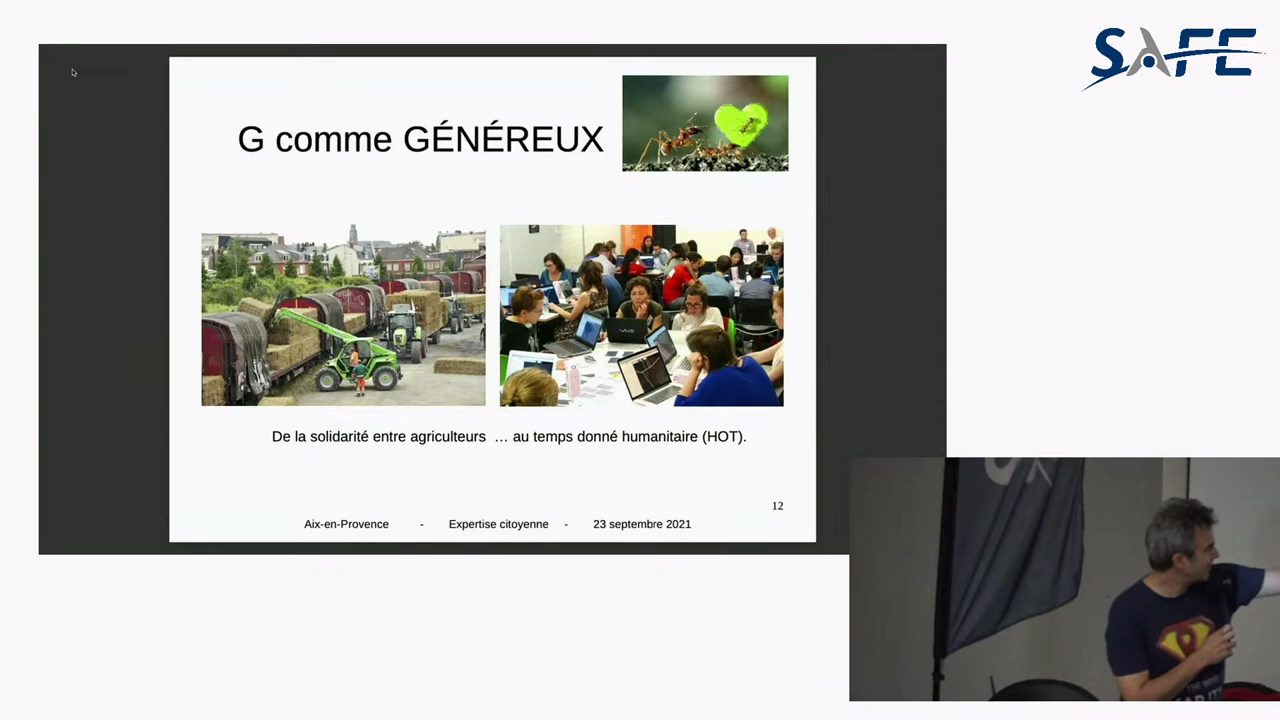 SAFE
G comme GÉNÉREUX
De la solidarité entre agriculteurs … au temps donné humanitaire (HOT).
12
Aix-en-Provence - Expertise citoyenne - 23 septembre 2021